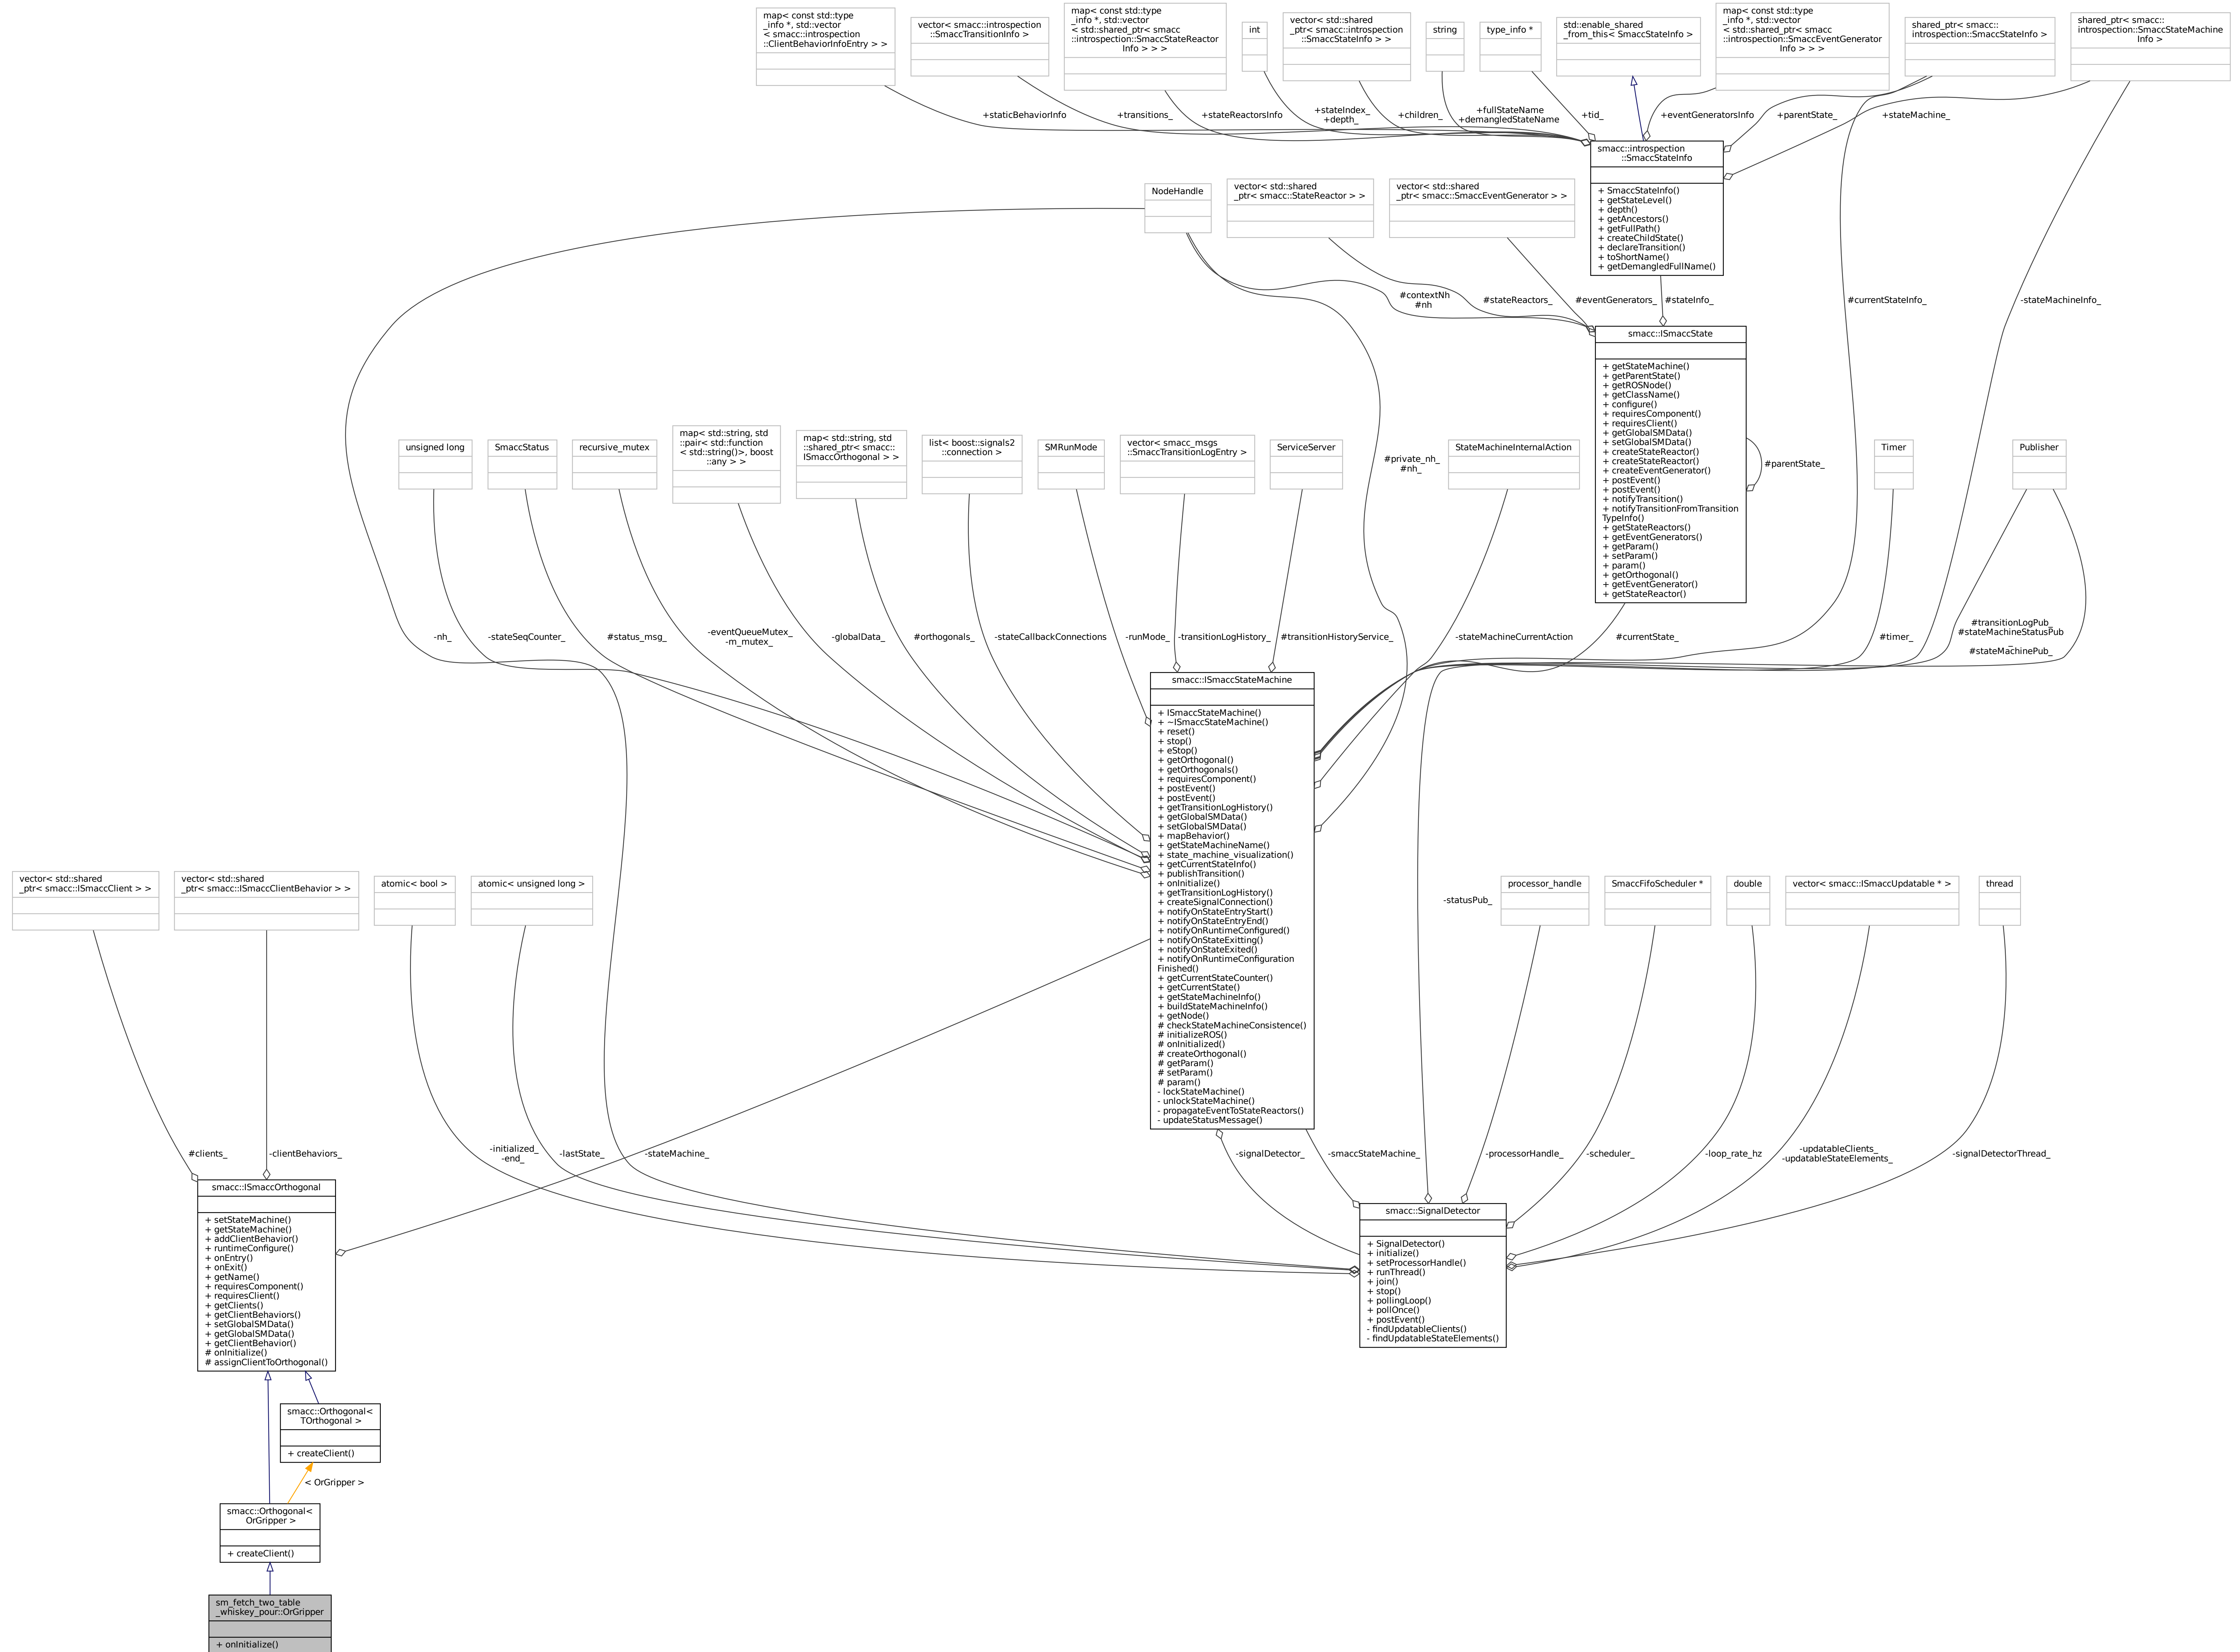 map< const std::type
_info *, std::vector
< smacc::introspection
::ClientBehaviorInfoEntry > >
vector< smacc::introspection
::SmaccTransitionInfo >
map< const std::type
_info *, std::vector
< std::shared_ptr< smacc
::introspection::SmaccStateReactor
Info > > >
int
vector< std::shared
_ptr< smacc::introspection
::SmaccStateInfo > >
string
type_info *
std::enable_shared
_from_this< SmaccStateInfo >
map< const std::type
_info *, std::vector
< std::shared_ptr< smacc
::introspection::SmaccEventGenerator
Info > > >
shared_ptr< smacc::
introspection::SmaccStateInfo >
shared_ptr< smacc::
introspection::SmaccStateMachine
Info >
+staticBehaviorInfo
+transitions_
+stateReactorsInfo
+stateIndex_
+depth_
+children_
+fullStateName
+demangledStateName
+tid_
+eventGeneratorsInfo
+parentState_
+stateMachine_
smacc::introspection
::SmaccStateInfo
+ SmaccStateInfo()
+ getStateLevel()
+ depth()
+ getAncestors()
+ getFullPath()
+ createChildState()
+ declareTransition()
+ toShortName()
+ getDemangledFullName()
NodeHandle
vector< std::shared
_ptr< smacc::StateReactor > >
vector< std::shared
_ptr< smacc::SmaccEventGenerator > >
#contextNh
#nh
#stateReactors_
#eventGenerators_
#stateInfo_
#currentStateInfo_
-stateMachineInfo_
smacc::ISmaccState
+ getStateMachine()
+ getParentState()
+ getROSNode()
+ getClassName()
+ configure()
+ requiresComponent()
+ requiresClient()
+ getGlobalSMData()
+ setGlobalSMData()
+ createStateReactor()
+ createStateReactor()
+ createEventGenerator()
+ postEvent()
+ postEvent()
+ notifyTransition()
+ notifyTransitionFromTransition
TypeInfo()
+ getStateReactors()
+ getEventGenerators()
+ getParam()
+ setParam()
+ param()
+ getOrthogonal()
+ getEventGenerator()
+ getStateReactor()
#parentState_
unsigned long
SmaccStatus
recursive_mutex
map< std::string, std
::pair< std::function
< std::string()>, boost
::any > >
map< std::string, std
::shared_ptr< smacc::
ISmaccOrthogonal > >
list< boost::signals2
::connection >
SMRunMode
vector< smacc_msgs
::SmaccTransitionLogEntry >
ServiceServer
#private_nh_
#nh_
StateMachineInternalAction
Timer
Publisher
-nh_
-stateSeqCounter_
#status_msg_
-eventQueueMutex_
-m_mutex_
-globalData_
#orthogonals_
-stateCallbackConnections
-runMode_
-transitionLogHistory_
#transitionHistoryService_
-stateMachineCurrentAction
#currentState_
#timer_
#transitionLogPub_
#stateMachineStatusPub
_
#stateMachinePub_
smacc::ISmaccStateMachine
+ ISmaccStateMachine()
+ ~ISmaccStateMachine()
+ reset()
+ stop()
+ eStop()
+ getOrthogonal()
+ getOrthogonals()
+ requiresComponent()
+ postEvent()
+ postEvent()
+ getTransitionLogHistory()
+ getGlobalSMData()
+ setGlobalSMData()
+ mapBehavior()
+ getStateMachineName()
+ state_machine_visualization()
+ getCurrentStateInfo()
+ publishTransition()
+ onInitialize()
+ getTransitionLogHistory()
+ createSignalConnection()
+ notifyOnStateEntryStart()
+ notifyOnStateEntryEnd()
+ notifyOnRuntimeConfigured()
+ notifyOnStateExitting()
+ notifyOnStateExited()
+ notifyOnRuntimeConfiguration
Finished()
+ getCurrentStateCounter()
+ getCurrentState()
+ getStateMachineInfo()
+ buildStateMachineInfo()
+ getNode()
# checkStateMachineConsistence()
# initializeROS()
# onInitialized()
# createOrthogonal()
# getParam()
# setParam()
# param()
- lockStateMachine()
- unlockStateMachine()
- propagateEventToStateReactors()
- updateStatusMessage()
vector< std::shared
_ptr< smacc::ISmaccClient > >
vector< std::shared
_ptr< smacc::ISmaccClientBehavior > >
atomic< bool >
atomic< unsigned long >
-statusPub_
processor_handle
SmaccFifoScheduler *
double
vector< smacc::ISmaccUpdatable * >
thread
#clients_
-clientBehaviors_
-initialized_
-end_
-lastState_
-stateMachine_
-signalDetector_
-smaccStateMachine_
-processorHandle_
-scheduler_
-loop_rate_hz
-updatableClients_
-updatableStateElements_
-signalDetectorThread_
smacc::ISmaccOrthogonal
+ setStateMachine()
+ getStateMachine()
+ addClientBehavior()
+ runtimeConfigure()
+ onEntry()
+ onExit()
+ getName()
+ requiresComponent()
+ requiresClient()
+ getClients()
+ getClientBehaviors()
+ setGlobalSMData()
+ getGlobalSMData()
+ getClientBehavior()
# onInitialize()
# assignClientToOrthogonal()
smacc::SignalDetector
+ SignalDetector()
+ initialize()
+ setProcessorHandle()
+ runThread()
+ join()
+ stop()
+ pollingLoop()
+ pollOnce()
+ postEvent()
- findUpdatableClients()
- findUpdatableStateElements()
smacc::Orthogonal<
TOrthogonal >
+ createClient()
< OrGripper >
smacc::Orthogonal<
OrGripper >
+ createClient()
sm_fetch_two_table
_whiskey_pour::OrGripper
+ onInitialize()